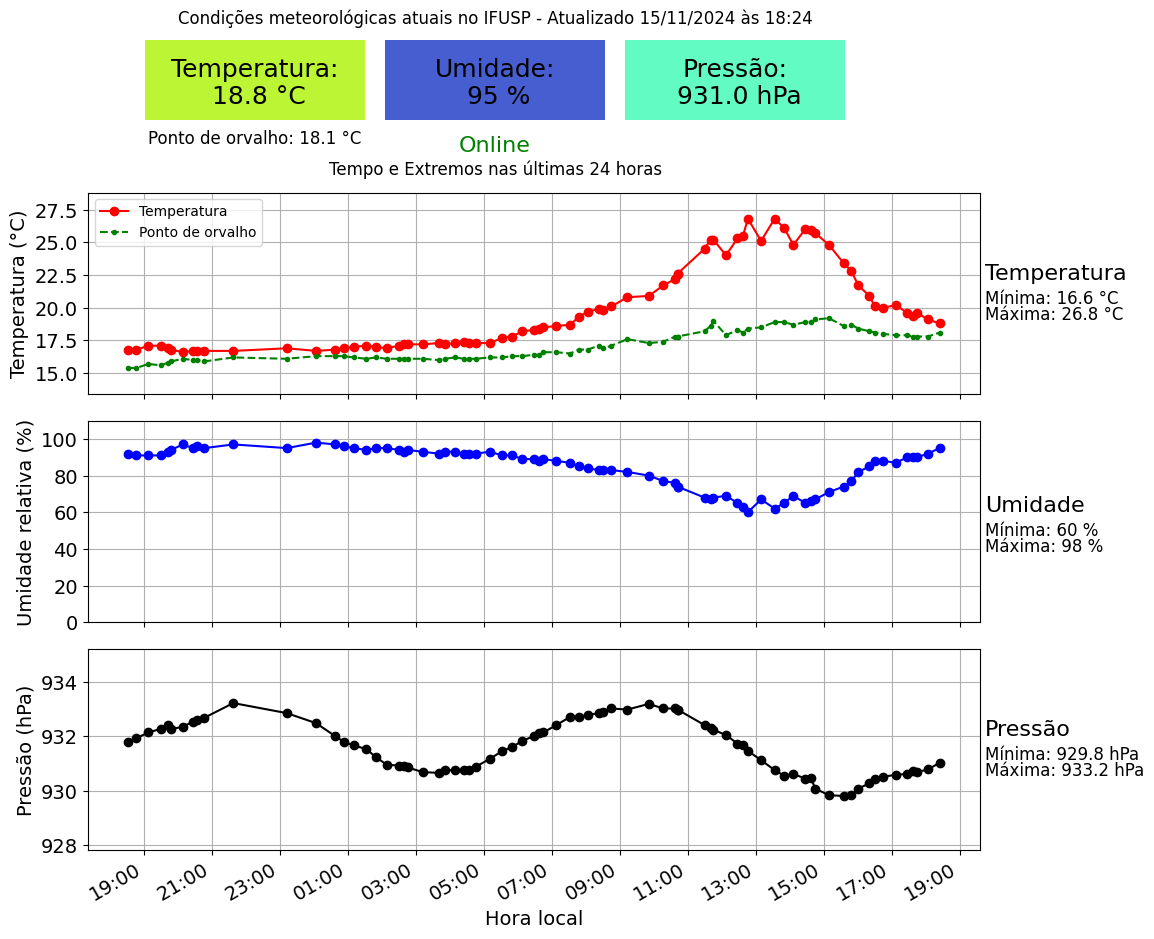 Condições meteorológicas atuais no IFUSP - Atualizado 15/11/2024 às 18:24
Temperatura:
18.8 °C
Umidade:
95 %
Pressão:
931.0 hPa
Ponto de orvalho: 18.1 °C
Online
Tempo e Extremos nas últimas 24 horas
Temperatura (°C)
27.5
25.0
22.5
20.0
17.5
15.0
Temperatura
Ponto de orvalho
Temperatura
Mínima: 16.6 °C
Máxima: 26.8 °C
Umidade relativa (%)
100
80
60
40
20
0
Umidade
Mínima: 60 %
Máxima: 98 %
Pressão (hPa)
934
932
930
928
Pressão
Mínima: 929.8 hPa
Máxima: 933.2 hPa
19:00 21:00 23:00 01:00 03:00 05:00 07:00 09:00 11:00 13:00 15:00 17:00 19:00
Hora local